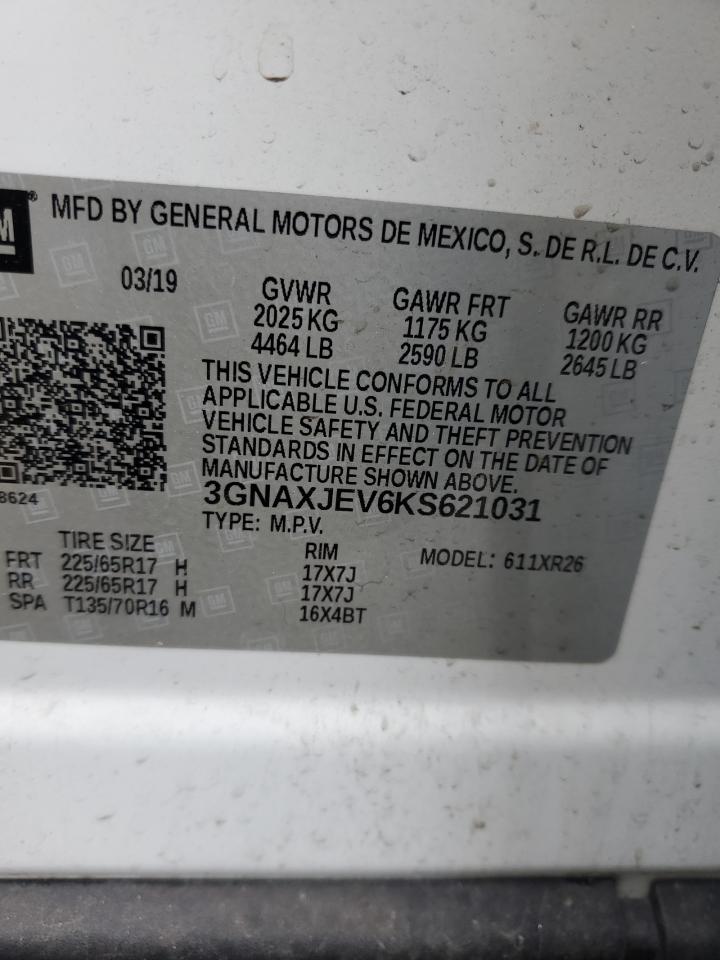 GM ® MFD BY GENERAL MOTORS DE MEXICO, S. DE R.L. DE C.V.
03/19 GVWR GAWR FRT GAWR RR
2025 KG 1175 KG 1200 KG
4464 LB 2590 LB 2645 LB
THIS VEHICLE CONFORMS TO ALL
APPLICABLE U.S. FEDERAL MOTOR
VEHICLE SAFETY AND THEFT PREVENTION
STANDARDS IN EFFECT ON THE DATE OF
MANUFACTURE SHOWN ABOVE.
8624 3GNAXJEV6KS621031
TYPE: M.P.V.
TIRE SIZE RIM MODEL: 611XR26
FRT 225/65R17 H 17X7J
RR 225/65R17 H 17X7J
SPA T135/70R16 M 16X4BT